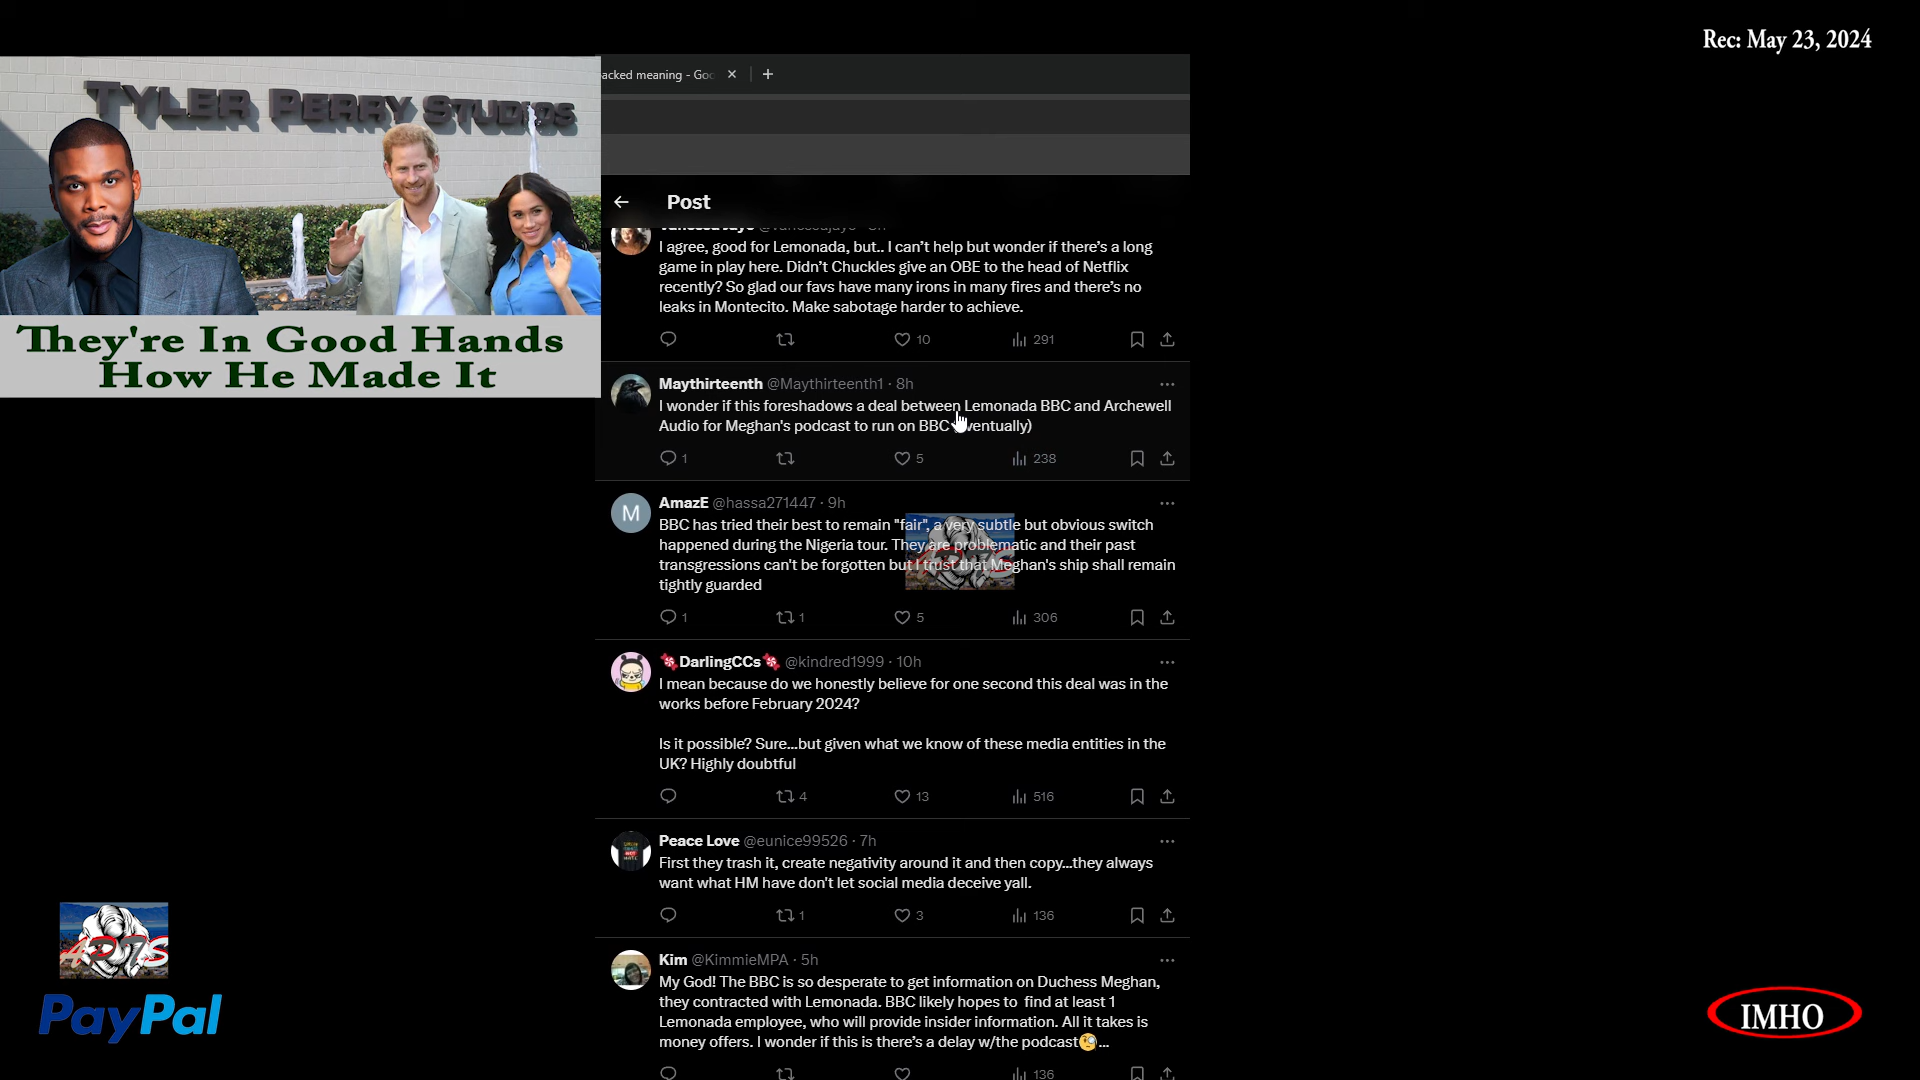 Rec: May 23, 2024
TYLER PERRY STUDIOS
They're In Good Hands
How He Made It
acked meaning - Goo
Post
I agree, good for Lemonada, but.. I can't help but wonder if there's a long
game in play here. Didn't Chuckles give an OBE to the head of Netflix
recently? So glad our favs have many irons in many fires and there's no
leaks in Montecito. Make sabotage harder to achieve.
10 291
Maythirteenth @Maythirteenth1 · 8h
I wonder if this foreshadows a deal between Lemonada BBC and Archewell
Audio for Meghan's podcast to run on BBC ventually)
1 5 238
AmazE @hassa271447 · 9h
M
BBC has tried their best to remain "fair", a very subtle but obvious switch
happened during the Nigeria tour. They are problematic and their past
transgressions can't be forgotten but I trust that Meghan's ship shall remain
tightly guarded
1 1 5 306
DarlingCCs @kindred1999 · 10h
I mean because do we honestly believe for one second this deal was in the
works before February 2024?
Is it possible? Sure...but given what we know of these media entities in the
UK? Highly doubtful
4 13 516
Peace Love @eunice99526 · 7h
First they trash it, create negativity around it and then copy...they always
want what HM have don't let social media deceive yall.
1 3 136
Kim @KimmieMPA · 5h
My God! The BBC is so desperate to get information on Duchess Meghan,
they contracted with Lemonada. BBC likely hopes to find at least 1
Lemonada employee, who will provide insider information. All it takes is
money offers. I wonder if this is there's a delay w/the podcast🧐...
136
PayPal
IMHO